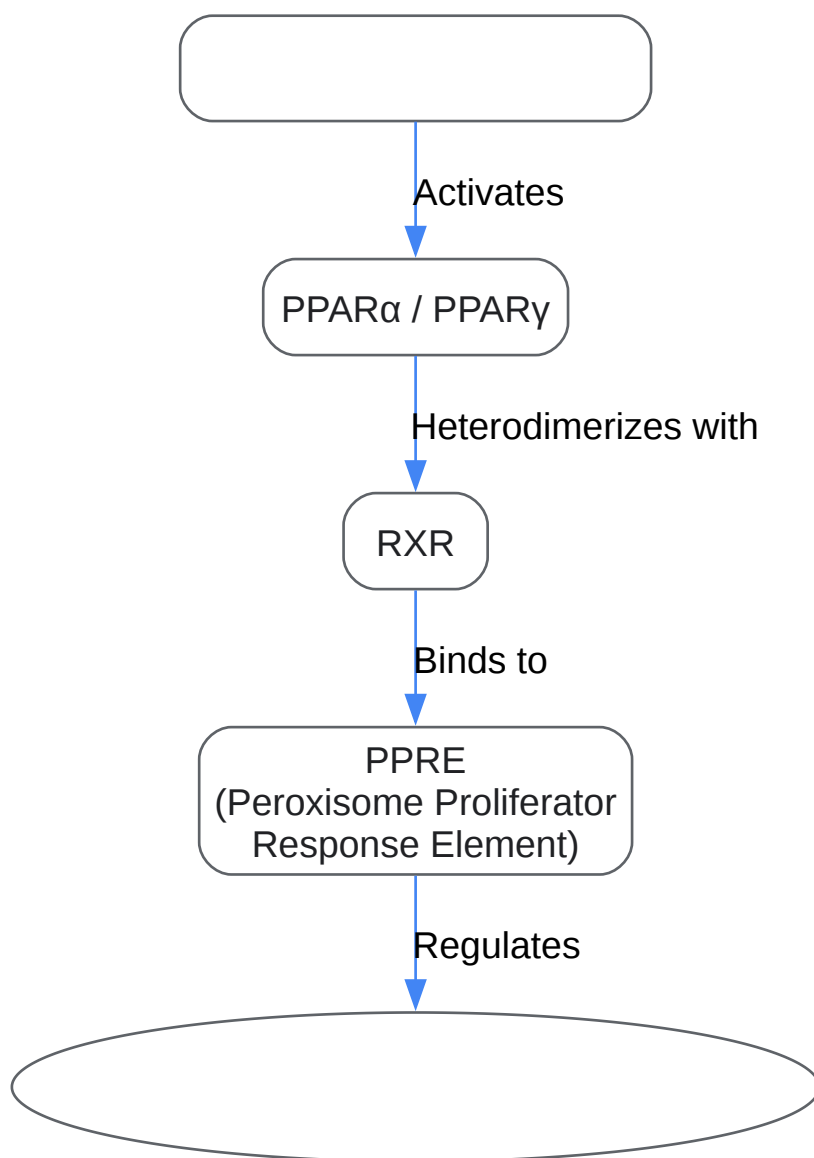 Activates
PPARα / PPARγ
Heterodimerizes with
RXR
Binds to
PPRE
(Peroxisome Proliferator
Response Element)
Regulates